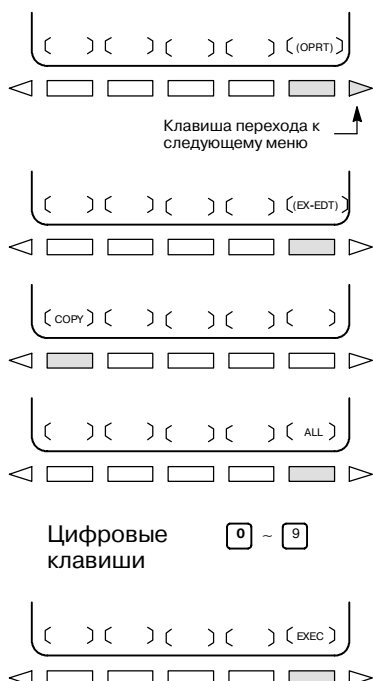 (OPRT)
Клавиша перехода к
следующему меню
(EX-EDT)
COPY
ALL
Цифровые 0 ~ 9
клавиши
EXEC